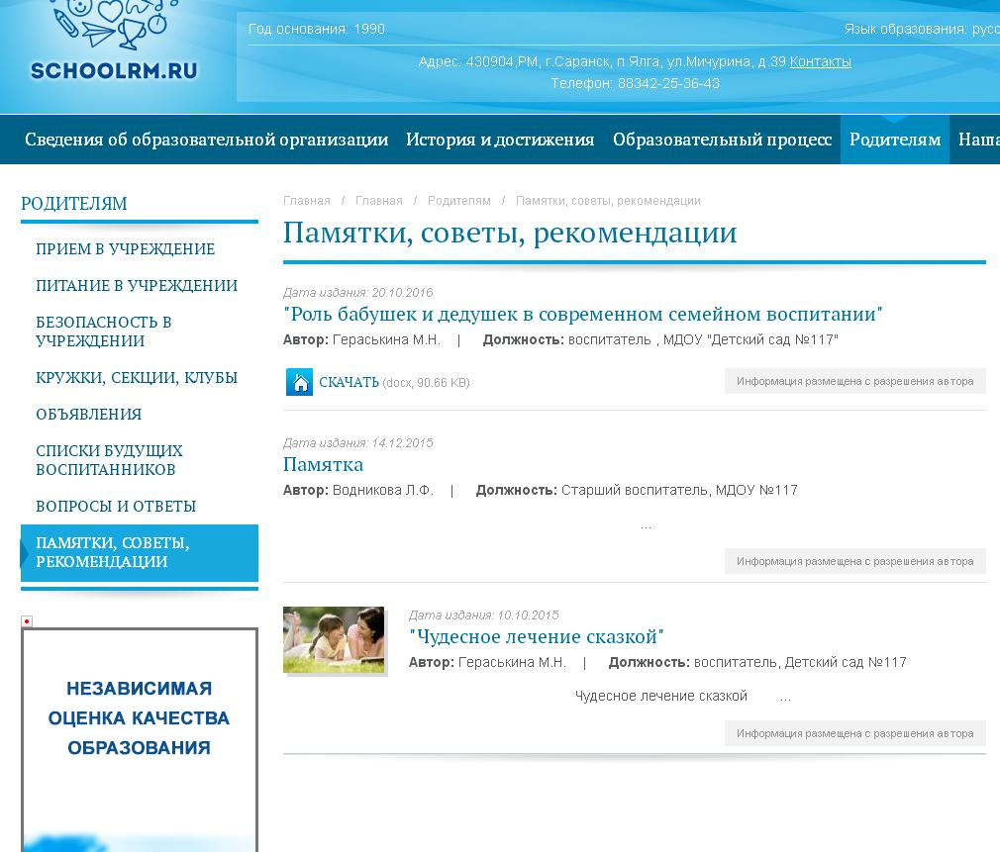 SCHOOLRM.RU
Год основания: 1990
Язык образования: русс
Адрес: 430904,РМ, г.Саранск, п.Ялга, ул.Мичурина, д.39 Контакты
Телефон: 88342-25-36-43
Сведения об образовательной организации История и достижения Образовательный процесс Родителям Наша
РОДИТЕЛЯМ
ПРИЕМ В УЧРЕЖДЕНИЕ
ПИТАНИЕ В УЧРЕЖДЕНИИ
БЕЗОПАСНОСТЬ В
УЧРЕЖДЕНИИ
КРУЖКИ, СЕКЦИИ, КЛУБЫ
ОБЪЯВЛЕНИЯ
СПИСКИ БУДУЩИХ
ВОСПИТАННИКОВ
ВОПРОСЫ И ОТВЕТЫ
ПАМЯТКИ, СОВЕТЫ,
РЕКОМЕНДАЦИИ
НЕЗАВИСИМАЯ
ОЦЕНКА КАЧЕСТВА
ОБРАЗОВАНИЯ
Главная / Главная / Родителям / Памятки, советы, рекомендации
Памятки, советы, рекомендации
Дата издания: 20.10.2016
"Роль бабушек и дедушек в современном семейном воспитании"
Автор: Гераськина М.Н. | Должность: воспитатель , МДОУ "Детский сад №117"
СКАЧАТЬ (docx, 90.66 KB)
Информация размещена с разрешения автора
Дата издания: 14.12.2015
Памятка
Автор: Водникова Л.Ф. | Должность: Старший воспитатель, МДОУ №117
...
Информация размещена с разрешения автора
Дата издания: 10.10.2015
"Чудесное лечение сказкой"
Автор: Гераськина М.Н. | Должность: воспитатель, Детский сад №117
Чудесное лечение сказкой ...
Информация размещена с разрешения автора